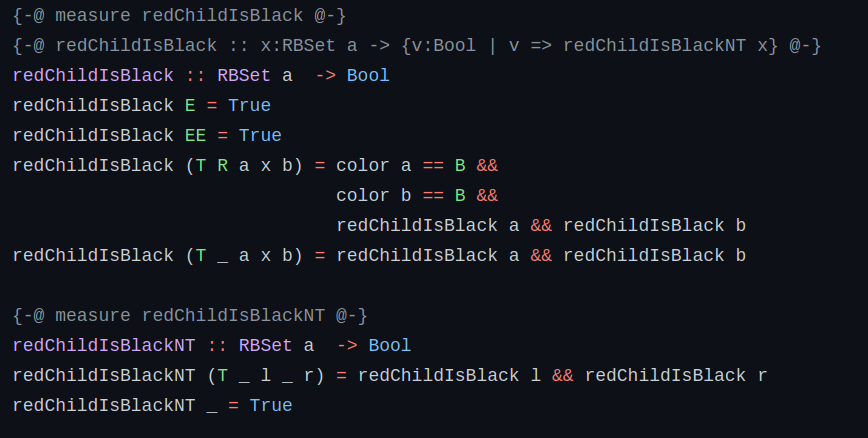 {-@ measure redChildIsBlack @-}
{-@ redChildIsBlack :: x:RBSet a -> {v:Bool | v => redChildIsBlackNT x} @-}
redChildIsBlack :: RBSet a  -> Bool
redChildIsBlack E = True
redChildIsBlack EE = True
redChildIsBlack (T R a x b) = color a == B &&
                              color b == B &&
                              redChildIsBlack a && redChildIsBlack b
redChildIsBlack (T _ a x b) = redChildIsBlack a && redChildIsBlack b

{-@ measure redChildIsBlackNT @-}
redChildIsBlackNT :: RBSet a  -> Bool
redChildIsBlackNT (T _ l _ r) = redChildIsBlack l && redChildIsBlack r
redChildIsBlackNT _ = True